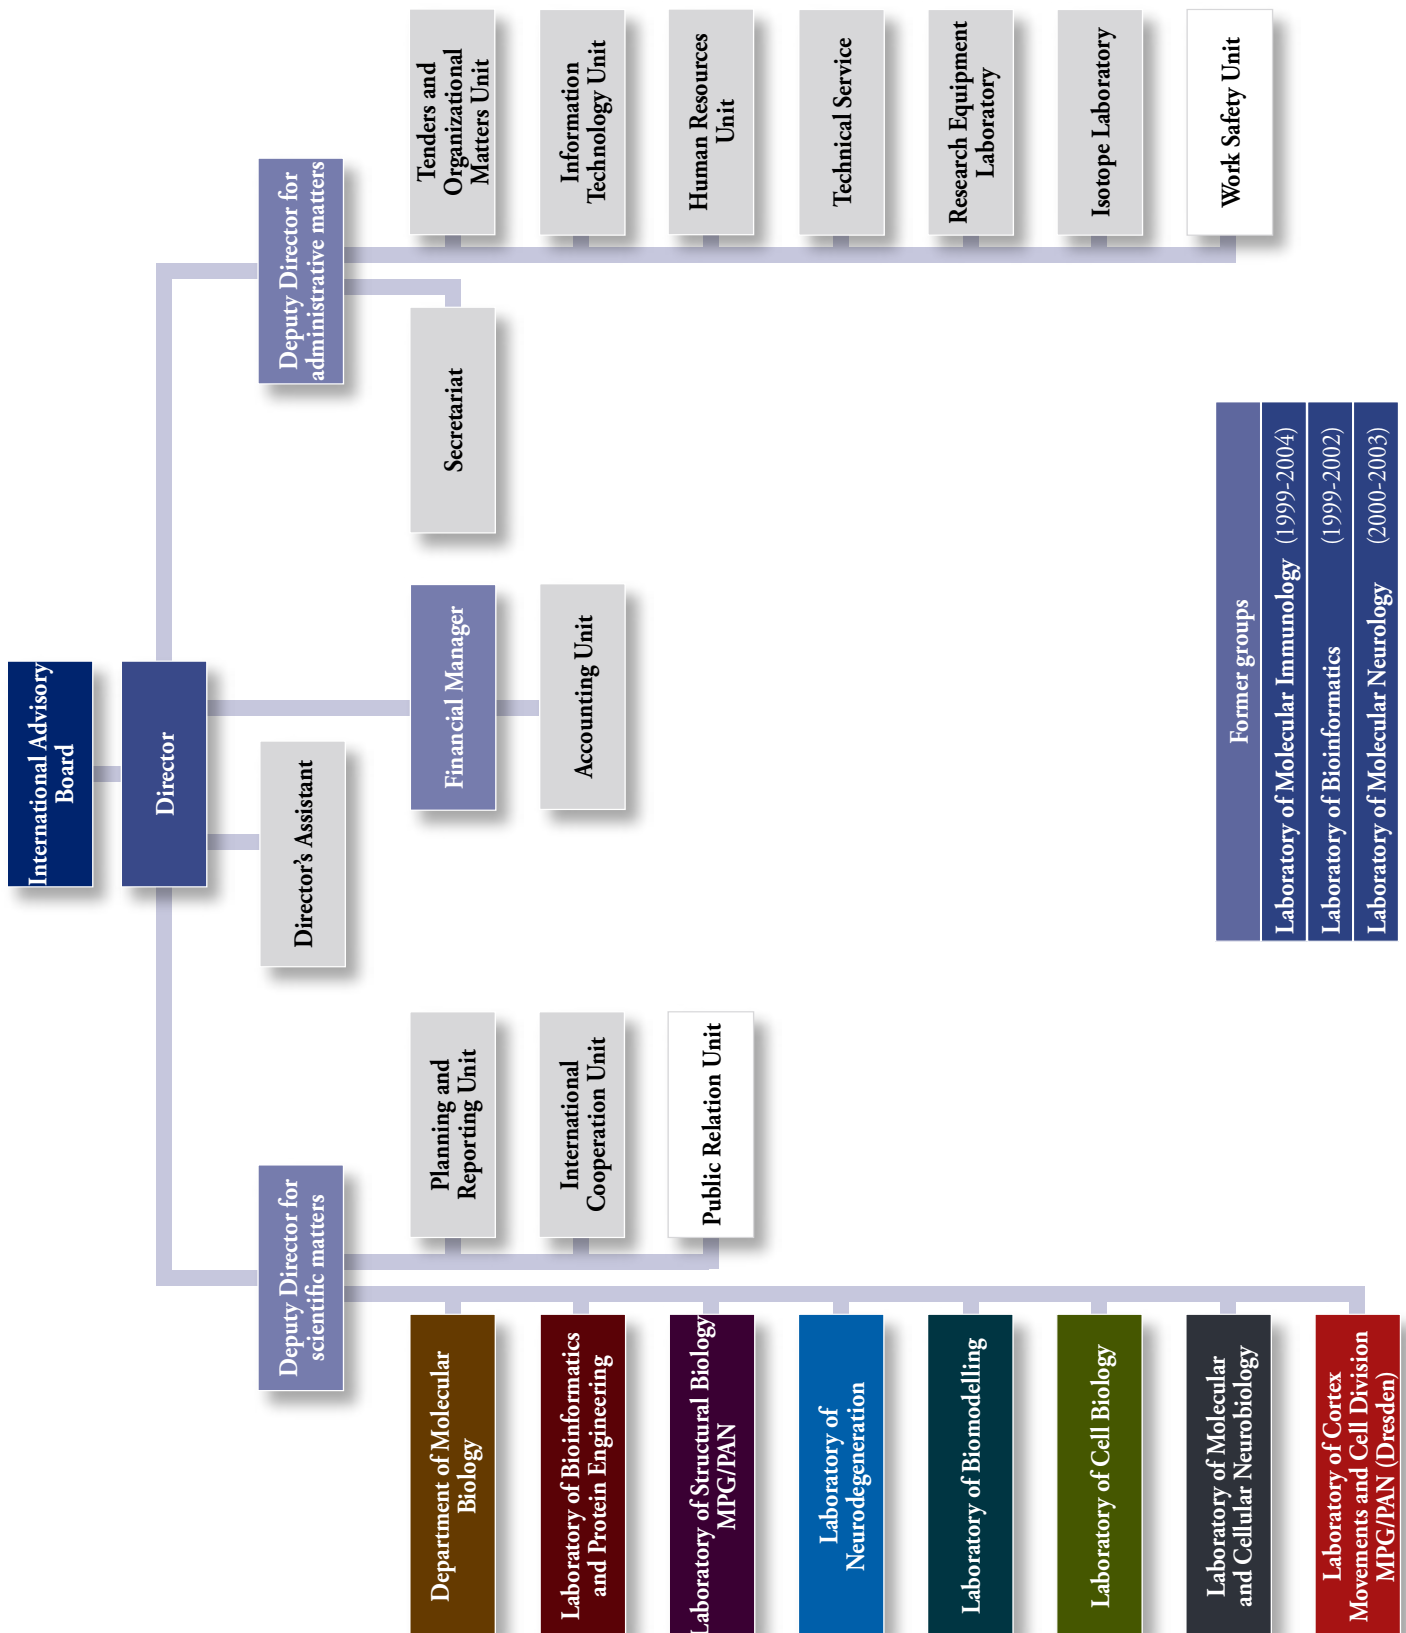 International Advisory
Board
Director
Director's Assistant
Deputy Director for
scientific matters
Financial Manager
Accounting Unit
Deputy Director for
administrative matters
Secretariat
Planning and
Reporting Unit
International
Cooperation Unit
Public Relation Unit
Department of Molecular
Biology
Laboratory of Bioinformatics
and Protein Engineering
Laboratory of Structural Biology
MPG/PAN
Laboratory of
Neurodegeneration
Laboratory of Biomodelling
Laboratory of Cell Biology
Laboratory of Molecular
and Cellular Neurobiology
Laboratory of Cortex
Movements and Cell Division
MPG/PAN (Dresden)
Tenders and
Organizational
Matters Unit
Information
Technology Unit
Human Resources
Unit
Technical Service
Research Equipment
Laboratory
Isotope Laboratory
Work Safety Unit
Former groups
Laboratory of Molecular Immunology (1999-2004)
Laboratory of Bioinformatics (1999-2002)
Laboratory of Molecular Neurology (2000-2003)